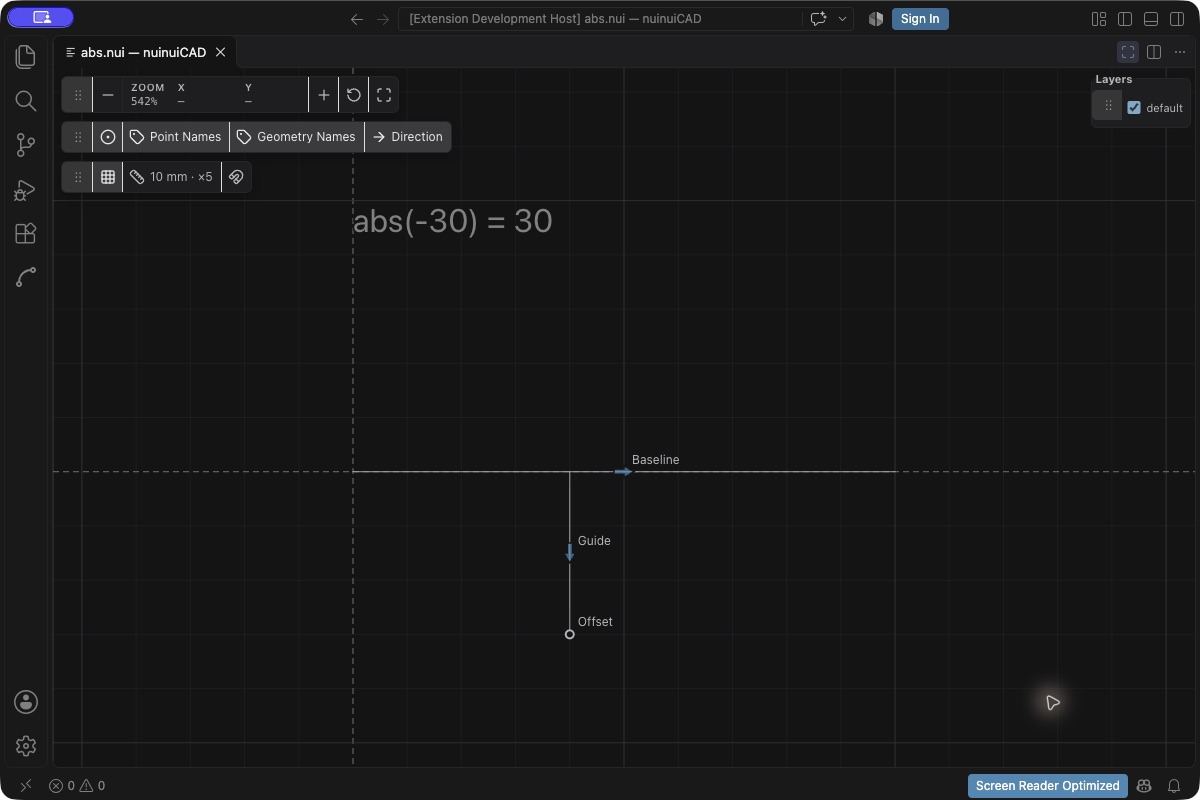 [Extension Development Host] abs.nui — nuinuiCAD
Sign In
abs.nui — nuinuiCAD
ZOOM X Y
542% – –
Layers
default
Point Names Geometry Names Direction
10 mm · ×5
abs(-30) = 30
Baseline
Guide
Offset
0 0
Screen Reader Optimized